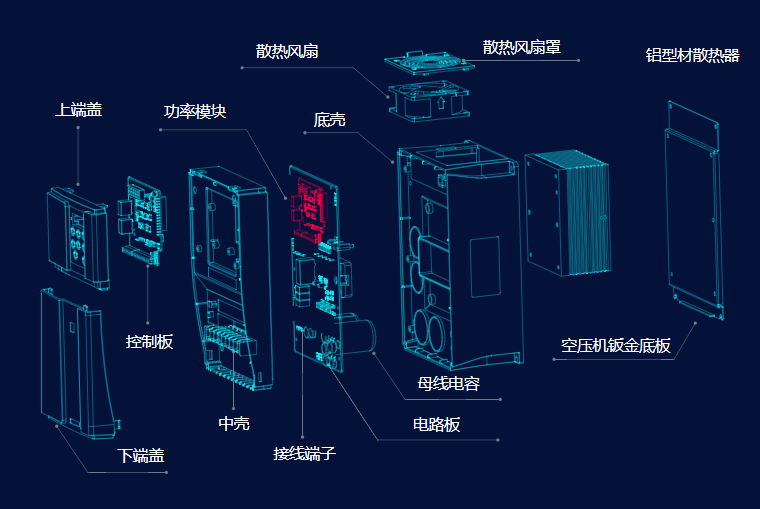 散热风扇罩
散热风扇
铝型材散热器
上端盖
功率模块
底壳
控制板
空压机钣金底板
母线电容
中壳
电路板
接线端子
下端盖